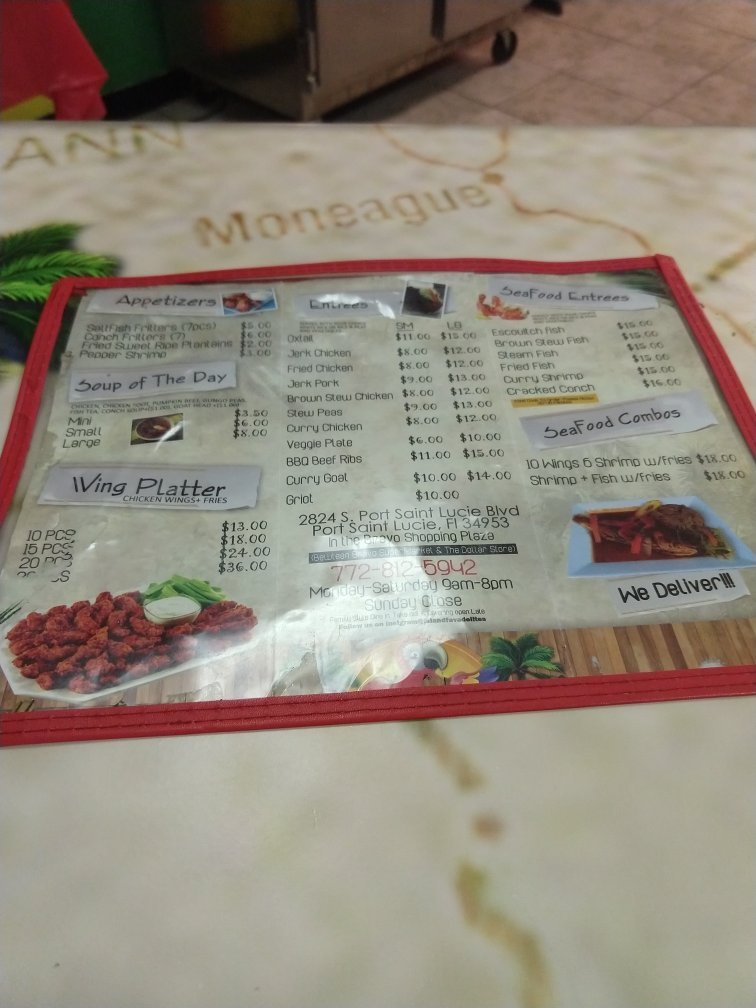 ANN
Moneague
Appetizers
Saltfish Fritters (7pcs) $5.00
Conch Fritters (7) $6.00
Fried Sweet Ripe Plantains $2.00
Pepper Shrimp $3.00
Soup of The Day
Mini $3.50
Small $6.00
Large $8.00
Wing Platter
CHICKEN WINGS+ FRIES
10 PCS $13.00
15 PCS $18.00
20 PCS $24.00
$36.00
Entrees
SM LG
Oxtail $11.00 $15.00
Jerk Chicken $8.00 $12.00
Fried Chicken $8.00 $12.00
Jerk Pork $9.00 $13.00
Brown Stew Chicken $8.00 $12.00
Stew Peas $9.00 $13.00
Curry Chicken $8.00 $12.00
Veggie Plate $6.00 $10.00
BBQ Beef Ribs $11.00 $15.00
Curry Goat $10.00 $14.00
Griot $10.00
2824 S. Port Saint Lucie Blvd
Port Saint Lucie, Fl 34953
In the Bravo Shopping Plaza
(Between Bravo Super Market & The Dollar Store)
772-812-5942
Monday-Saturday 9am-8pm
Sunday Close
SeaFood Entrees
Escovitch Fish $15.00
Brown Stew Fish $15.00
Steam Fish $15.00
Fried Fish $15.00
Curry Shrimp $15.00
Cracked Conch $16.00
SeaFood Combos
10 Wings 6 Shrimp w/fries $18.00
Shrimp + Fish w/fries $18.00
We Deliver!!!